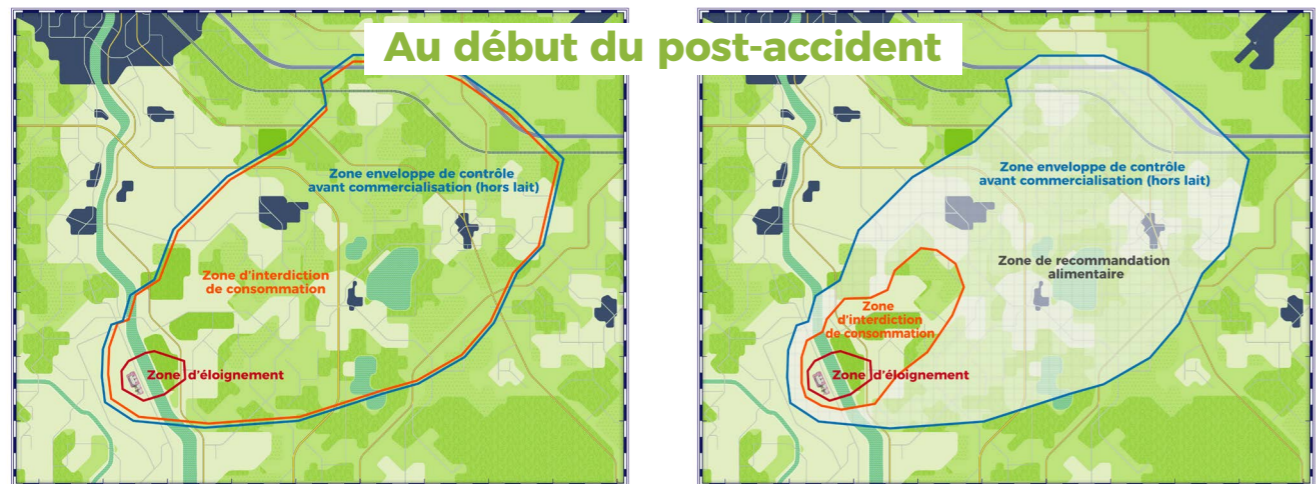 Au début du post-accident
Zone enveloppe de contrôle
avant commercialisation (hors lait)
Zone d'interdiction
de consommation
Zone d'éloignement
Zone enveloppe de contrôle
avant commercialisation (hors lait)
Zone de recommandation
alimentaire
Zone
d'interdiction
de consommation
Zone d'éloignement